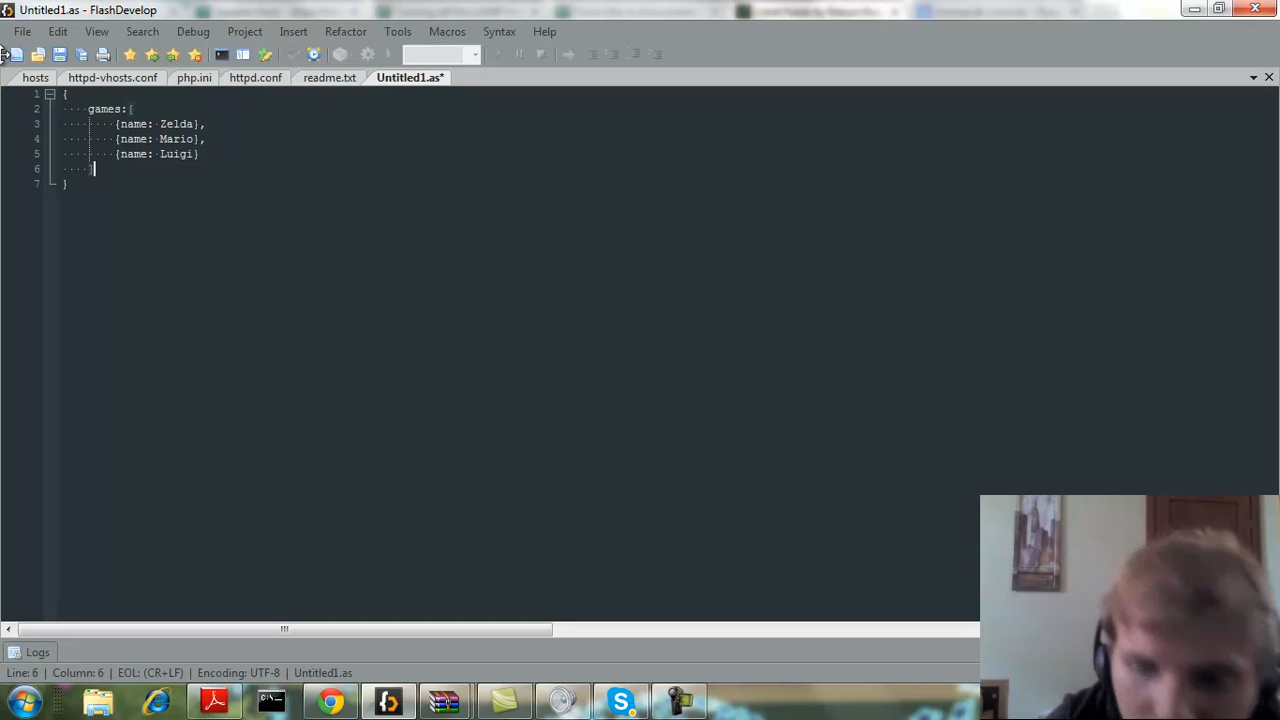 Untitled1.as - FlashDevelop
File Edit View Search Debug Project Insert Refactor Tools Macros Syntax Help
hosts httpd-vhosts.conf php.ini httpd.conf readme.txt Untitled1.as*
1 {
2 games:[
3 {name: Zelda},
4 {name: Mario},
5 {name: Luigi}
6 ]
7 }
Logs
Line: 6 Column: 6 EOL: (CR+LF) Encoding: UTF-8 Untitled1.as